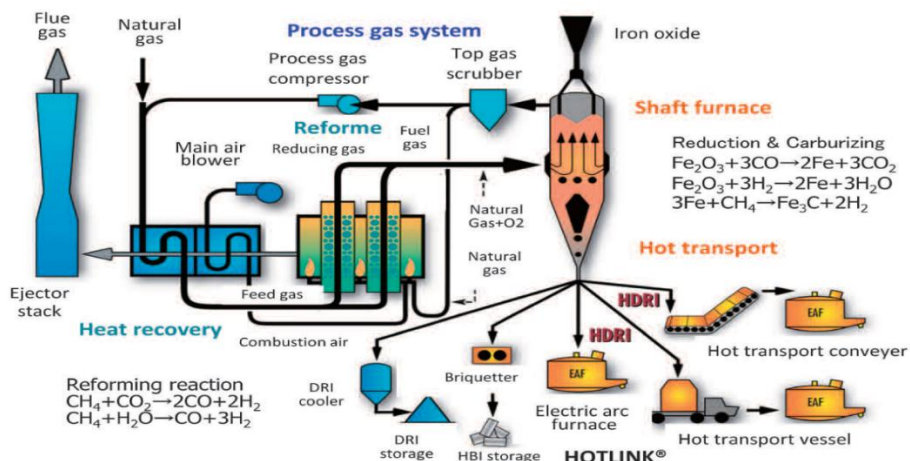 Flue
gas
Natural
gas
Process gas system
Process gas
compressor
Top gas
scrubber
Iron oxide
Shaft furnace
Reforme
Reducing gas
Fuel
gas
Main air
blower
Reduction & Carburizing
Fe₂O₃+3CO→2Fe+3CO₂
Fe₂O₃+3H₂→2Fe+3H₂O
3Fe+CH₄→Fe₃C+2H₂
Natural
Gas+O2
Natural
gas
Hot transport
Ejector
stack
Feed gas
Heat recovery
Combustion air
HDRI
HDRI
EAF
Hot transport conveyer
Reforming reaction
CH₄+CO₂→2CO+2H₂
CH₄+H₂O→CO+3H₂
DRI
cooler
Briquetter
EAF
Electric arc
furnace
EAF
Hot transport vessel
DRI
storage
HBI storage
HOTLINK®